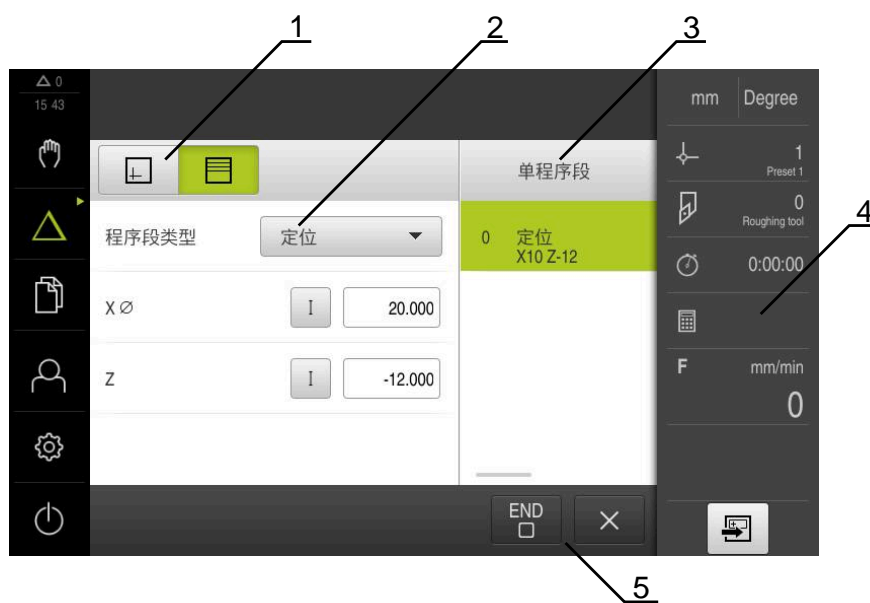 1
2
3
0
15 43
mm Degree
1
Preset 1
单程序段
0
Roughing tool
4
程序段类型
定位
0 定位
X10 Z-12
0:00:00
X ∅
I
20.000
Z
I
-12.000
F mm/min
0
END
5